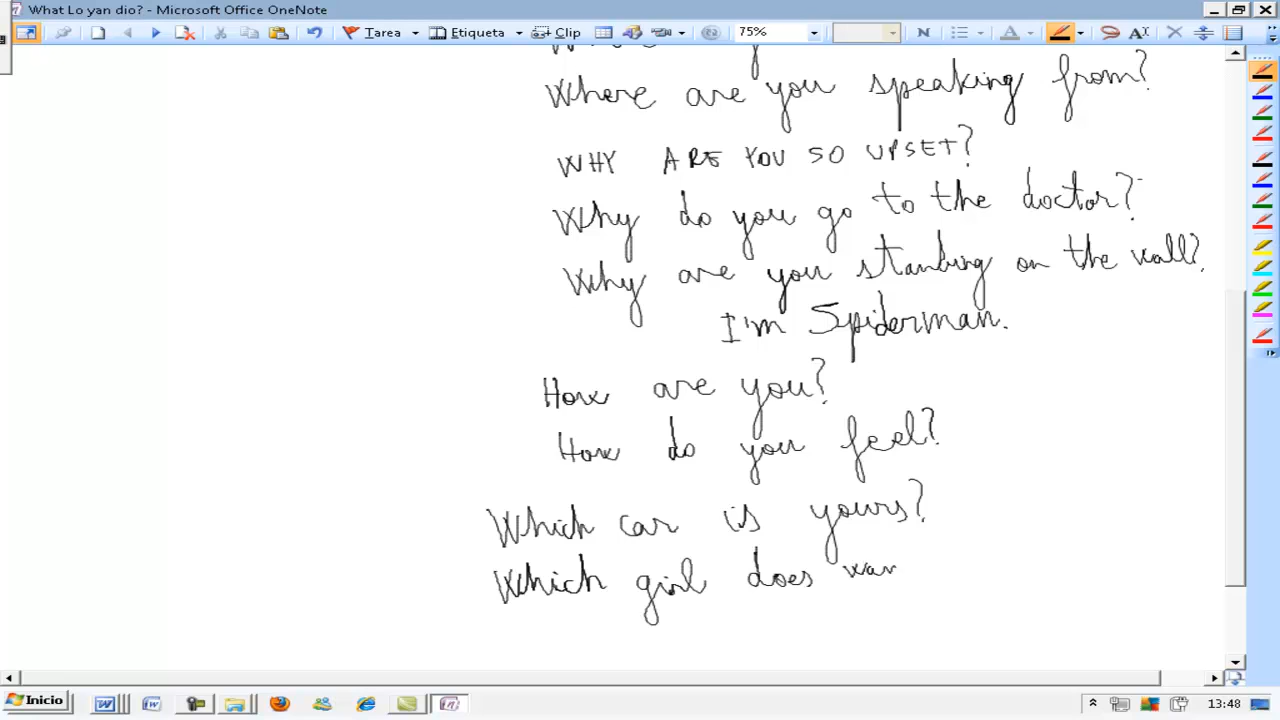 What Lo yan dio? - Microsoft Office OneNote
Tarea Etiqueta Clip 75% N A
Where are you speaking from?
WHY ARE YOU SO UPSET?
Why do you go to the doctor?
Why are you standing on the wall?
I'm Spiderman.
How are you?
How do you feel?
Which car is yours?
Which girl does wan
Inicio 13:48